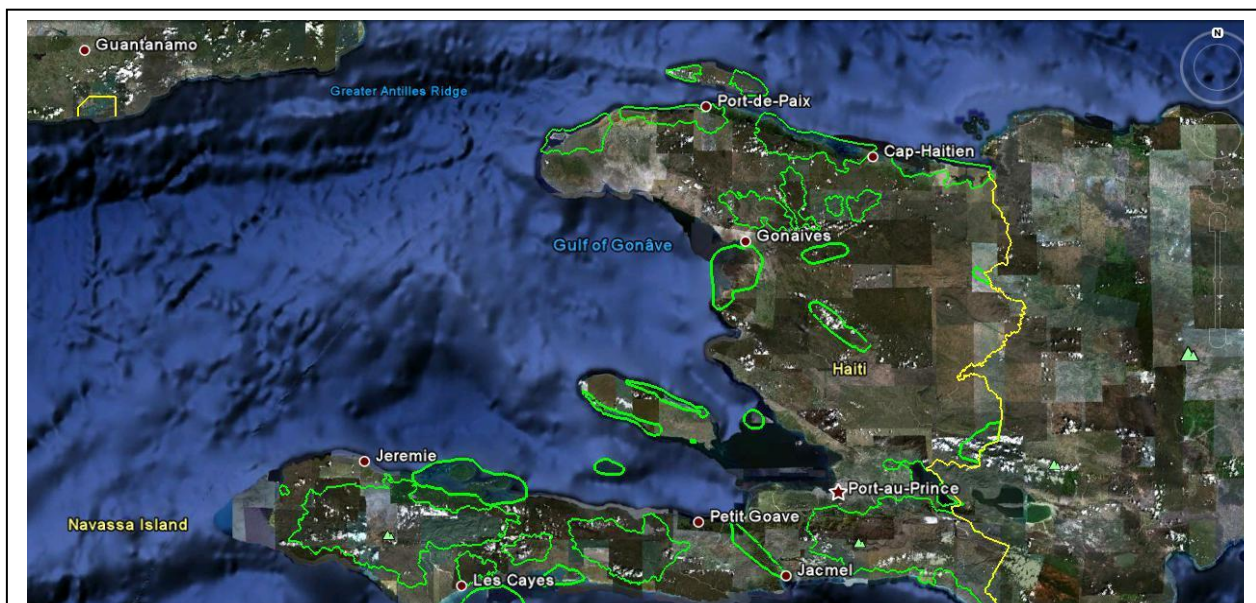 N
Guantanamo
Greater Antilles Ridge
Port-de-Paix
Cap-Haitien
Gulf of Gonâve
Gonaives
Haiti
Jeremie
Port-au-Prince
Navassa Island
Petit Goave
Les Cayes
Jacmel